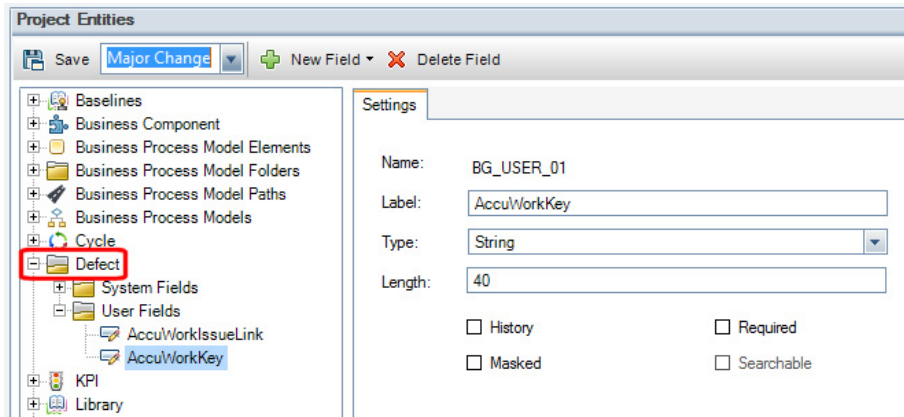 Project Entities
Save Major Change New Field Delete Field
Baselines
Business Component
Business Process Model Elements
Business Process Model Folders
Business Process Model Paths
Business Process Models
Cycle
Defect
System Fields
User Fields
AccuWorkIssueLink
AccuWorkKey
KPI
Library
Settings
Name: BG_USER_01
Label: AccuWorkKey
Type: String
Length: 40
History Required
Masked Searchable